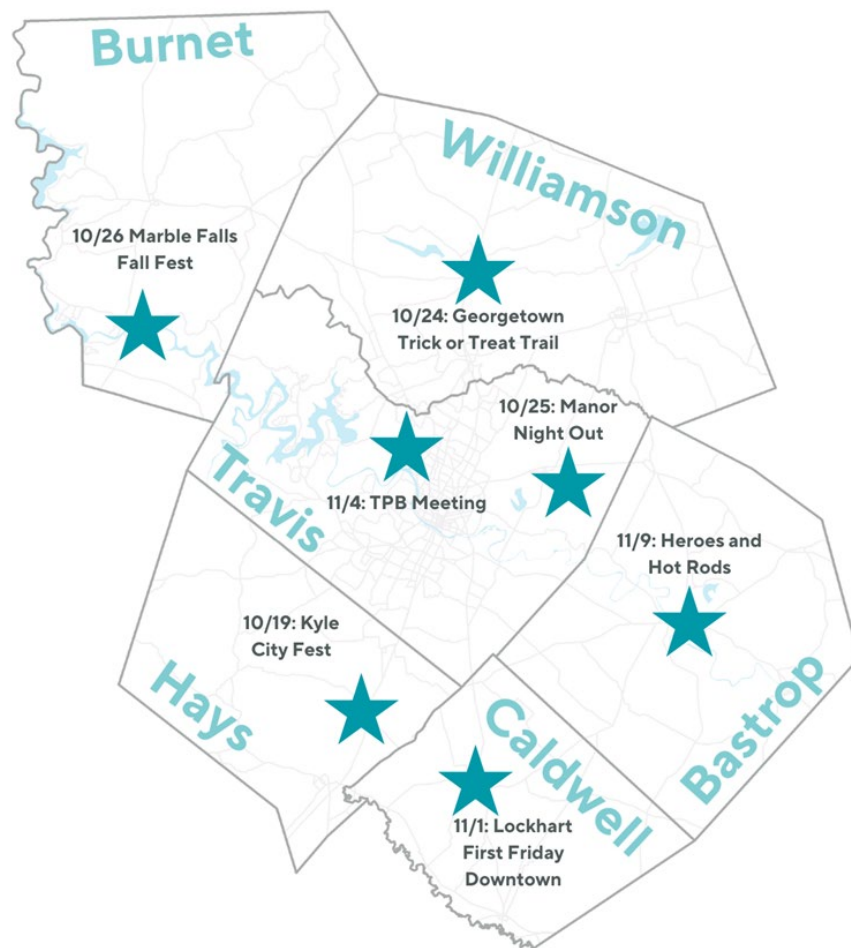 Burnet
Williamson
10/26 Marble Falls
Fall Fest
10/24: Georgetown
Trick or Treat Trail
10/25: Manor
Night Out
Travis
11/4: TPB Meeting
11/9: Heroes and
Hot Rods
10/19: Kyle
City Fest
Hays
Caldwell
Bastrop
11/1: Lockhart
First Friday
Downtown